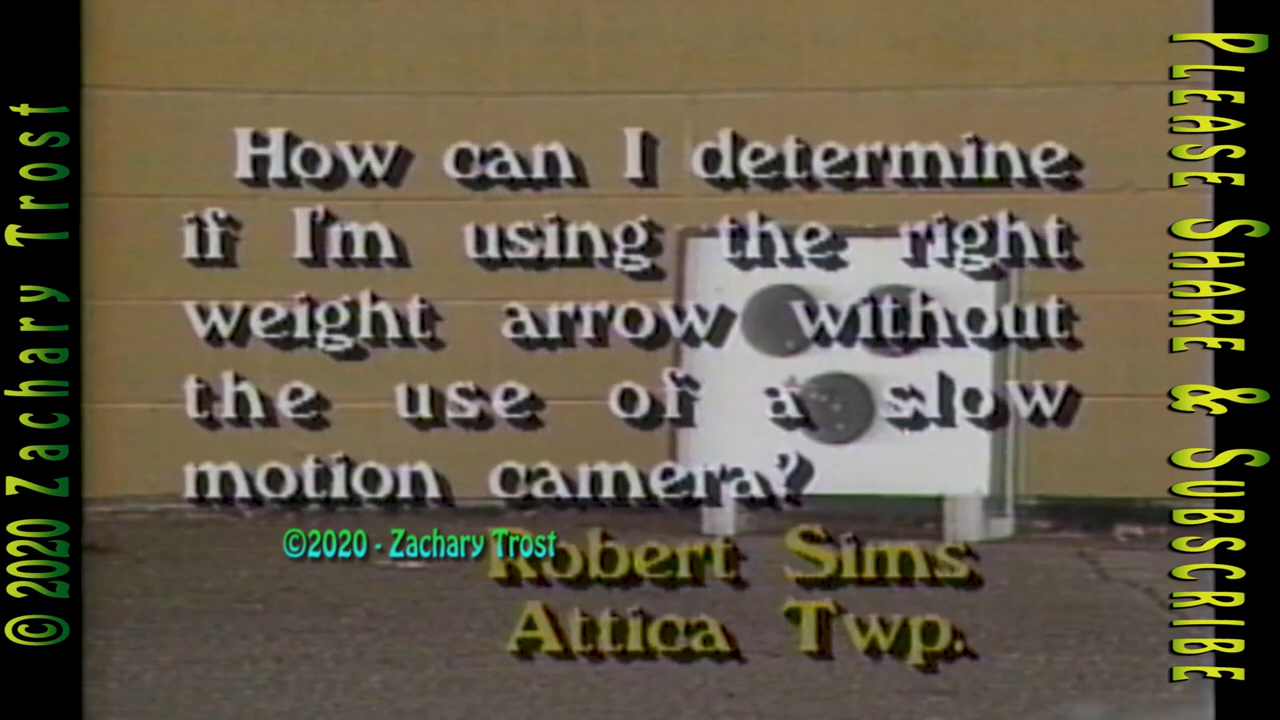 © 2020 Zachary Trost
How can I determine
if I'm using the right
weight arrow without
the use of a slow
motion camera?
©2020 - Zachary Trost
Robert Sims
Attica Twp.
PLEASE SHARE & SUBSCRIBE